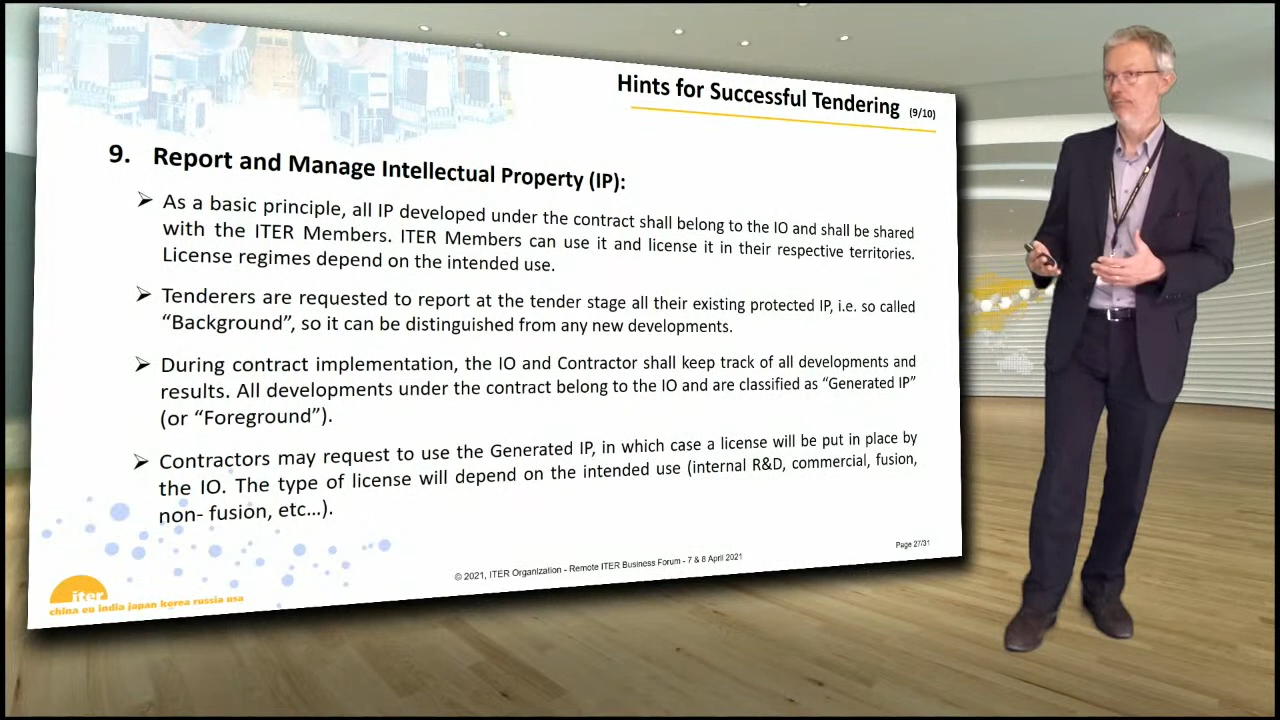 Hints for Successful Tendering (9/10)
9. Report and Manage Intellectual Property (IP):
➢ As a basic principle, all IP developed under the contract shall belong to the IO and shall be shared
with the ITER Members. ITER Members can use it and license it in their respective territories.
License regimes depend on the intended use.
➢ Tenderers are requested to report at the tender stage all their existing protected IP, i.e. so called
“Background”, so it can be distinguished from any new developments.
➢ During contract implementation, the IO and Contractor shall keep track of all developments and
results. All developments under the contract belong to the IO and are classified as “Generated IP”
(or “Foreground”).
➢ Contractors may request to use the Generated IP, in which case a license will be put in place by
the IO. The type of license will depend on the intended use (internal R&D, commercial, fusion,
non- fusion, etc…).
Page 27/31
© 2021, ITER Organization - Remote ITER Business Forum - 7 & 8 April 2021
iter
china eu india japan korea russia usa